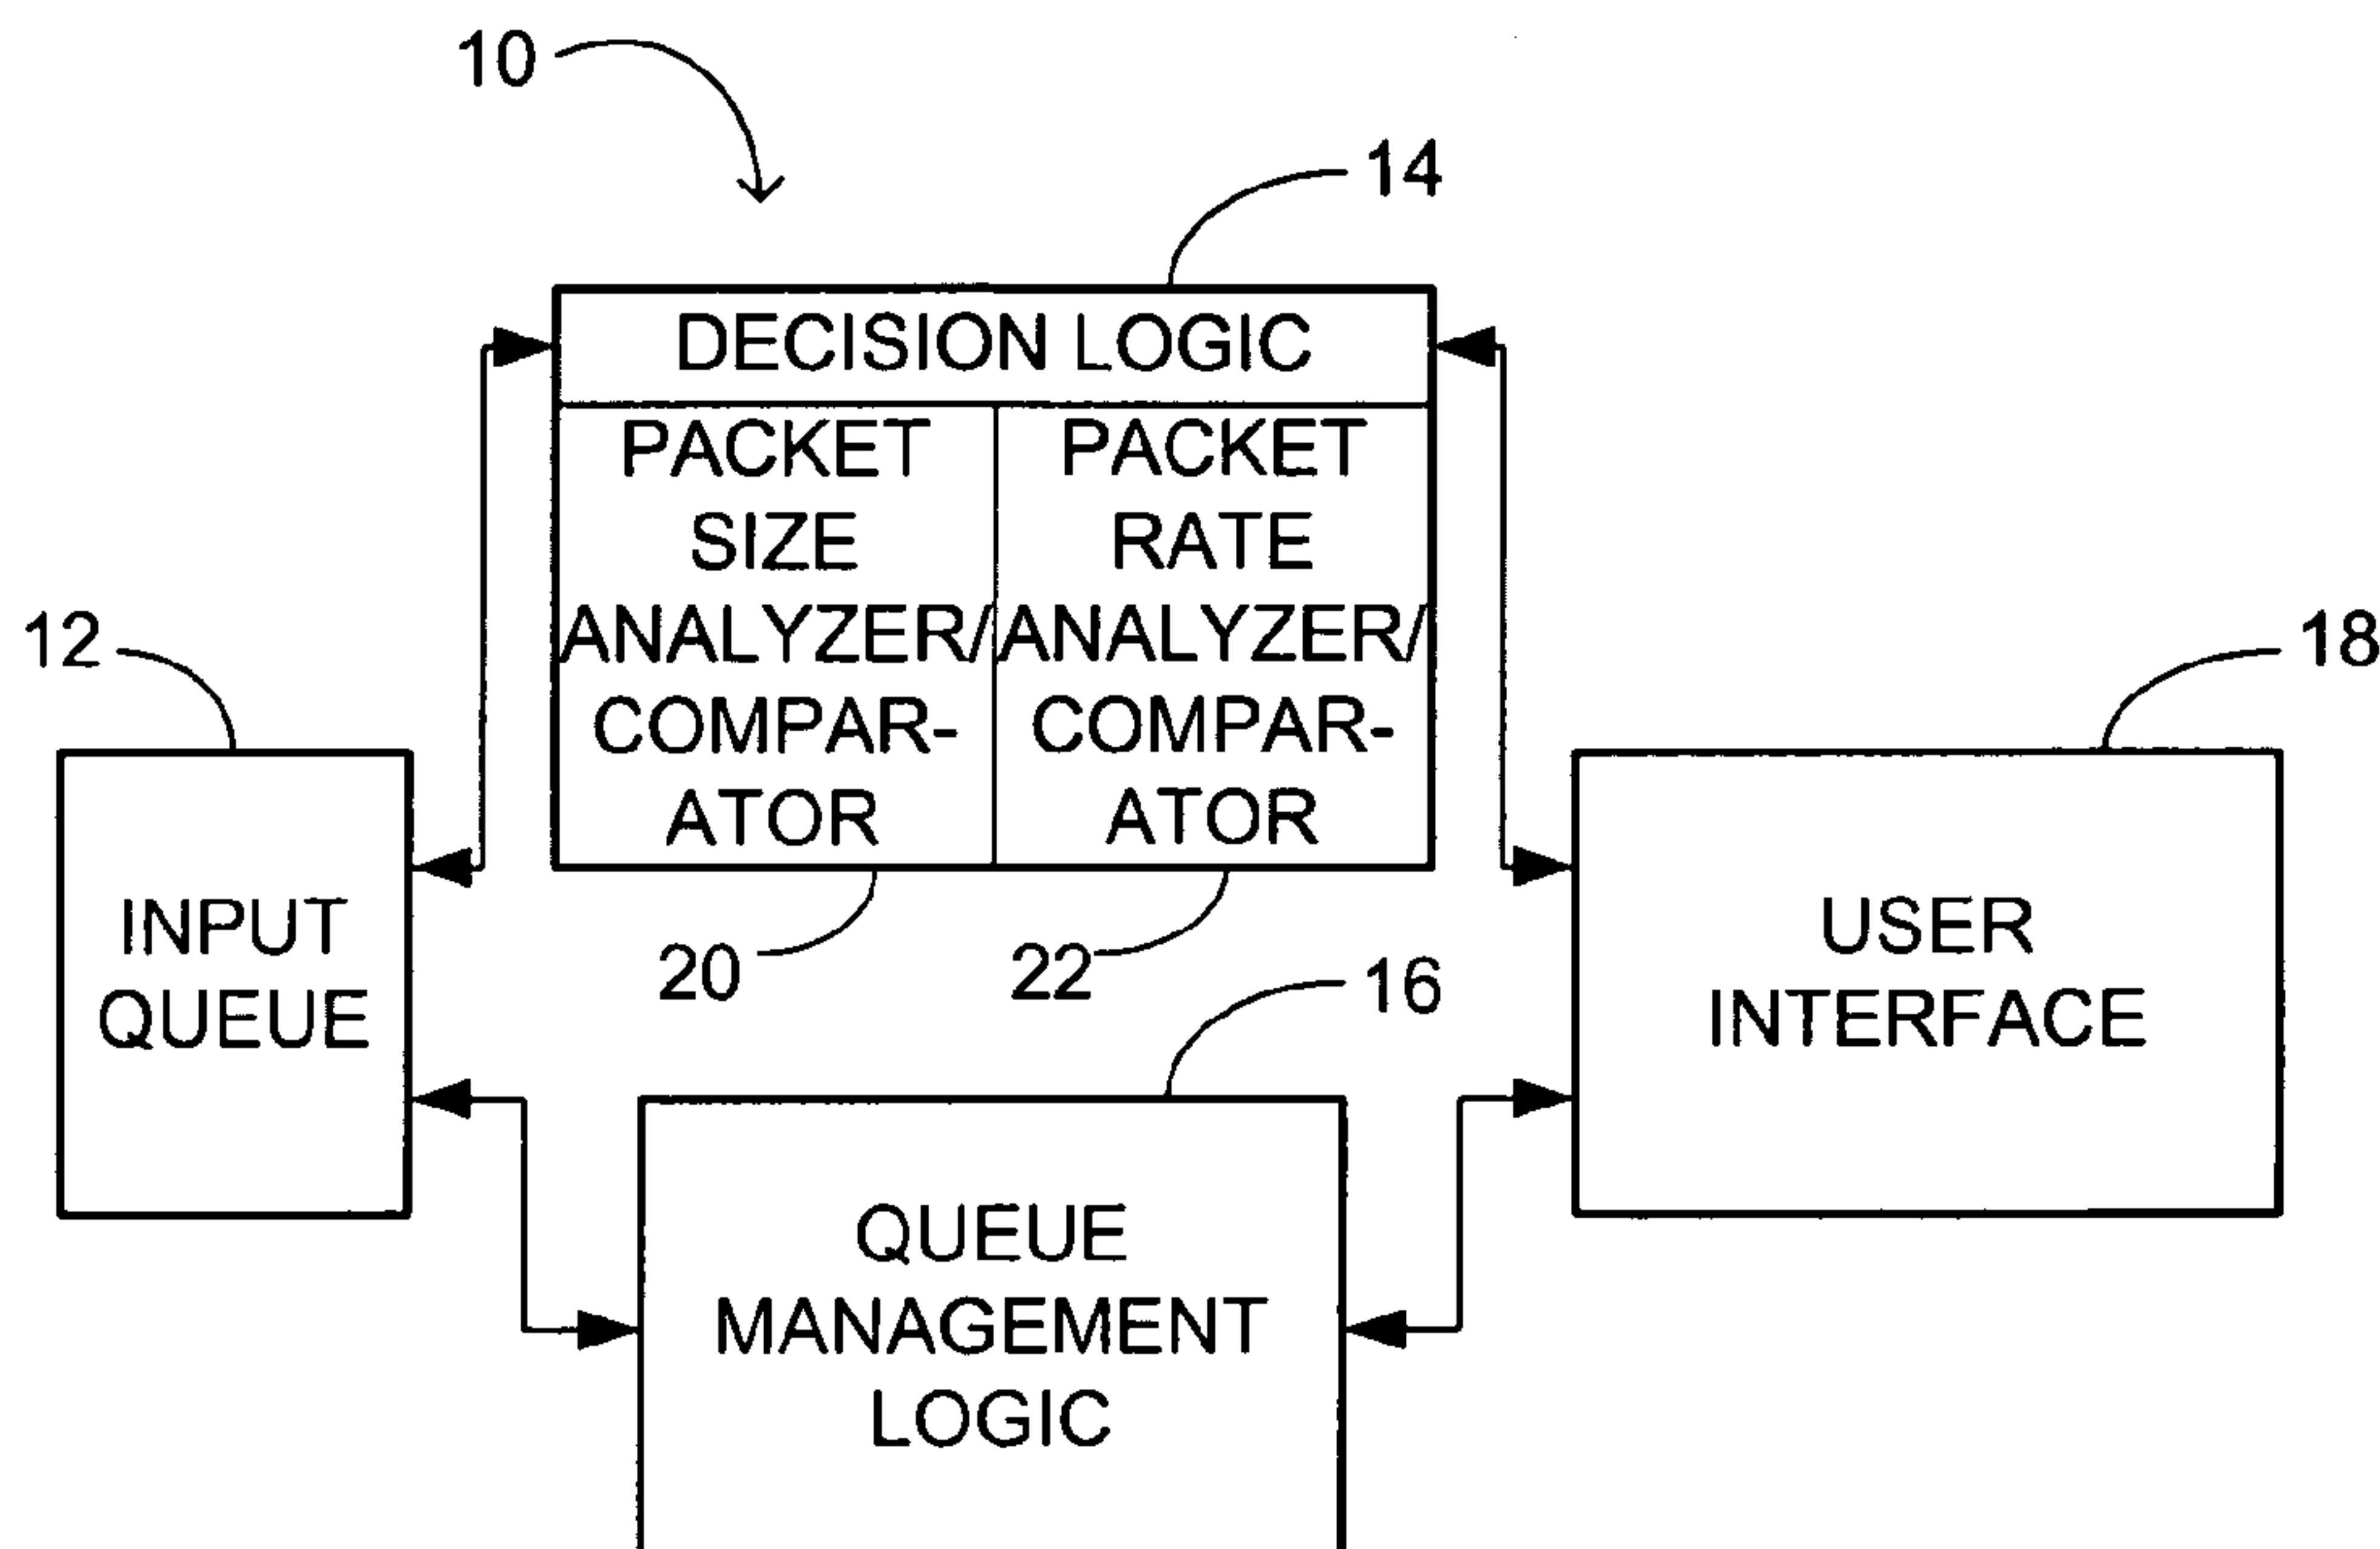 10
14
DECISION LOGIC
PACKET
SIZE
ANALYZER/
COMPAR-
ATOR
PACKET
RATE
ANALYZER/
COMPAR-
ATOR
12
18
INPUT
QUEUE
20
22
16
USER
INTERFACE
QUEUE
MANAGEMENT
LOGIC